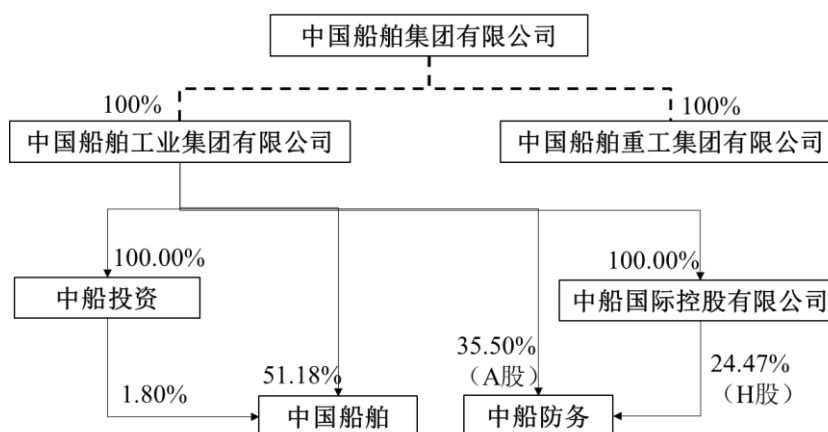 中国船舶集团有限公司
100%
100%
中国船舶工业集团有限公司
中国船舶重工集团有限公司
100.00%
100.00%
中船投资
中船国际控股有限公司
1.80%
51.18%
35.50%
（A股）
24.47%
（H股）
中国船舶
中船防务